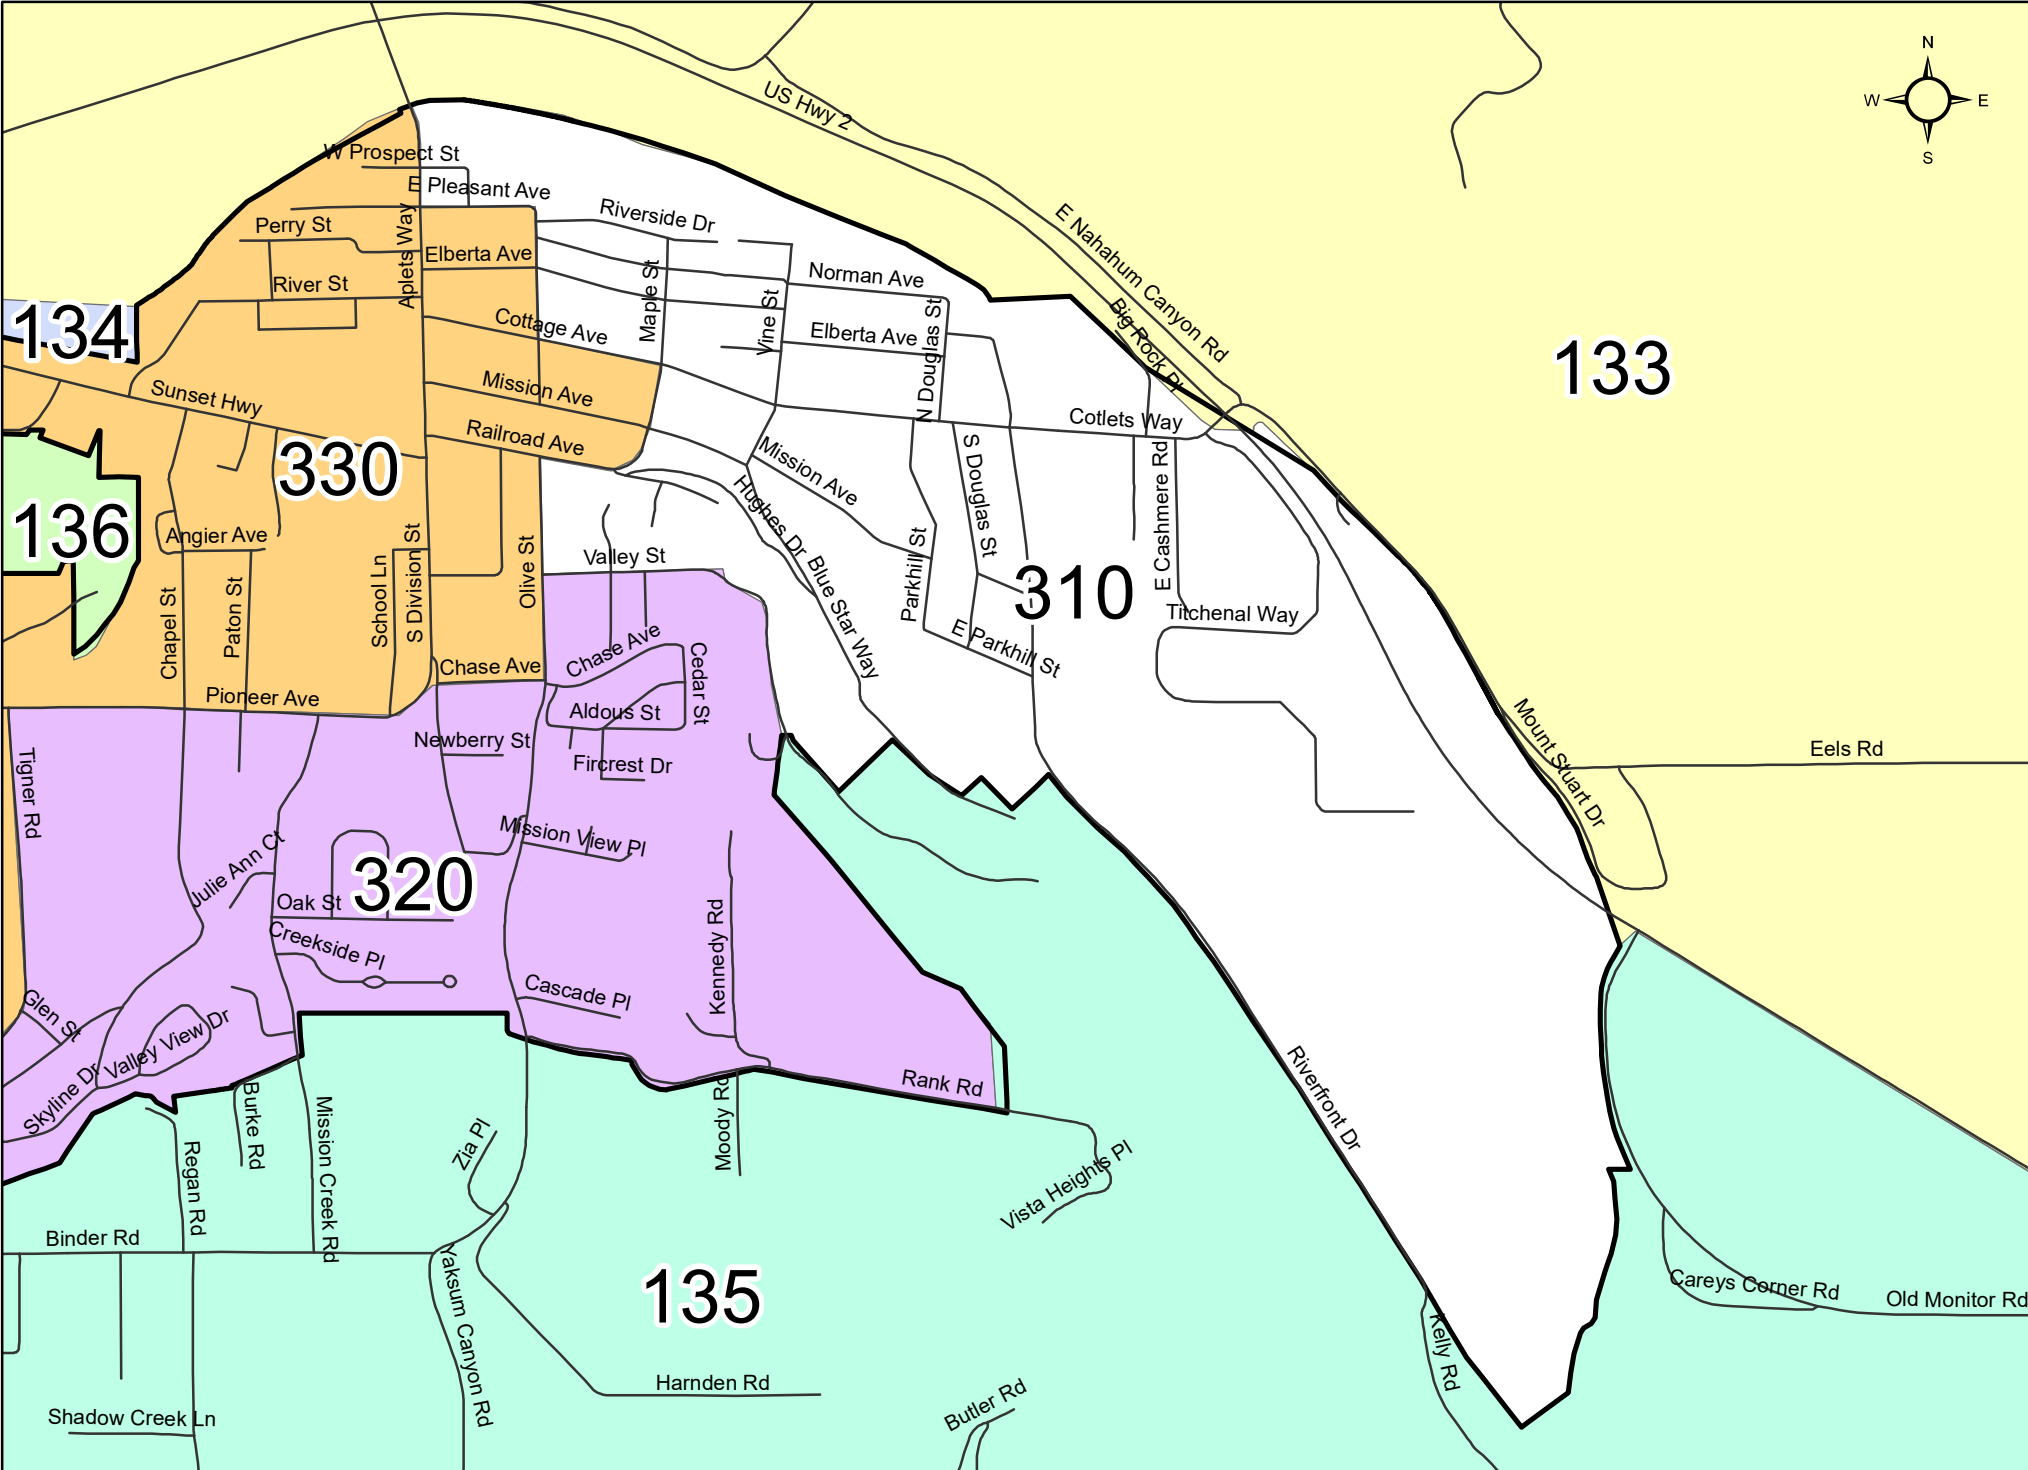 N
W
E
S
US Hwy 2
W Prospect St
E Pleasant Ave
Riverside Dr
E Nahahum Canyon Rd
Perry St
Aplets Way
Elberta Ave
Maple St
Norman Ave
River St
Vine St
N Douglas St
Big Rock Pl
134
Cottage Ave
Elberta Ave
133
Sunset Hwy
Mission Ave
Cotlets Way
Railroad Ave
330
Mission Ave
S Douglas St
E Cashmere Rd
Hughes Dr
136
Angier Ave
School Ln
S Division St
Olive St
Valley St
Blue Star Way
Parkhill St
310
Chapel St
Paton St
Titchenal Way
Chase Ave
Chase Ave
Cedar St
E Parkhill St
Pioneer Ave
Aldous St
Newberry St
Fircrest Dr
Mount Stuart Dr
Eels Rd
Tigner Rd
Mission View Pl
Julie Ann Ct
320
Oak St
Creekside Pl
Kennedy Rd
Cascade Pl
Glen St
Valley View Dr
Skyline Dr
Rank Rd
Burke Rd
Mission Creek Rd
Moody Rd
Riverfront Dr
Zia Pl
Regan Rd
Vista Heights Pl
Binder Rd
Yaksum Canyon Rd
135
Careys Corner Rd
Old Monitor Rd
Kelly Rd
Harnden Rd
Butler Rd
Shadow Creek Ln